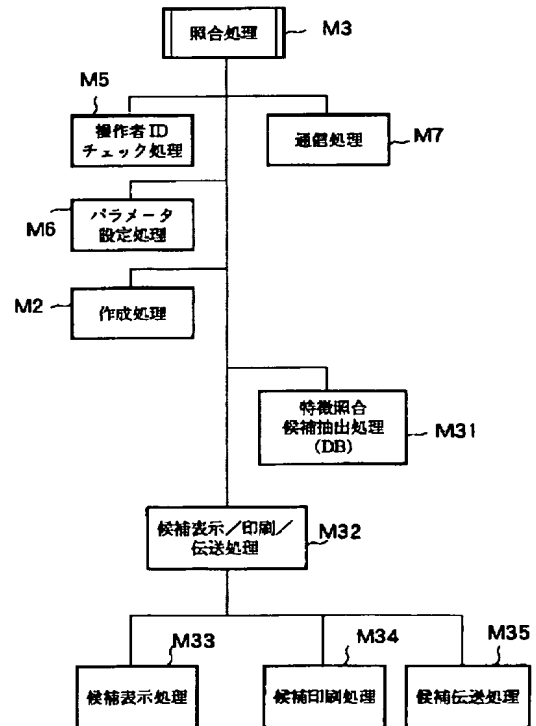 照合処理
M3
M5
操作者ID
チェック処理
通信処理
M7
パラメータ
設定処理
M6
M2
作成処理
特徴照合
候補抽出処理
(DB)
M31
候補表示/印刷/
伝送処理
M32
M33
M34
M35
候補表示処理
候補印刷処理
候補伝送処理